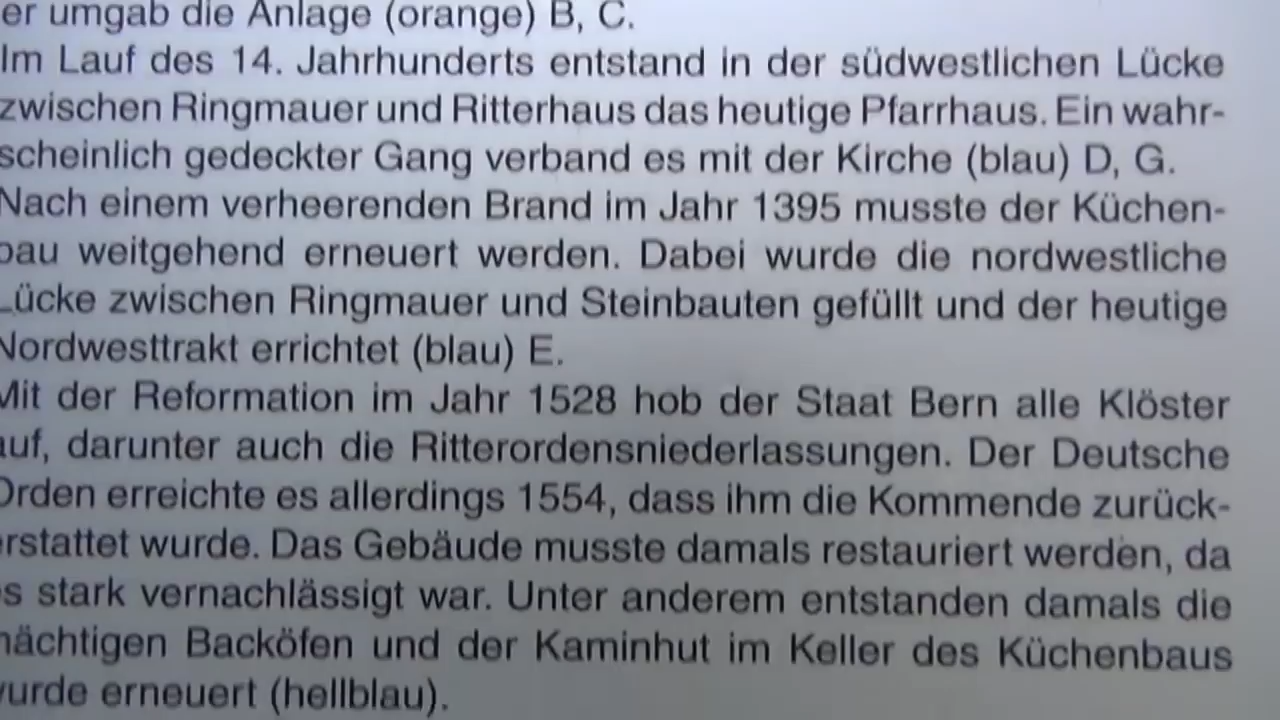 er umgab die Anlage (orange) B, C.
Im Lauf des 14. Jahrhunderts entstand in der südwestlichen Lücke
zwischen Ringmauer und Ritterhaus das heutige Pfarrhaus. Ein wahr-
scheinlich gedeckter Gang verband es mit der Kirche (blau) D, G.
Nach einem verheerenden Brand im Jahr 1395 musste der Küchen-
bau weitgehend erneuert werden. Dabei wurde die nordwestliche
Lücke zwischen Ringmauer und Steinbauten gefüllt und der heutige
Nordwesttrakt errichtet (blau) E.
Mit der Reformation im Jahr 1528 hob der Staat Bern alle Klöster
auf, darunter auch die Ritterordensniederlassungen. Der Deutsche
Orden erreichte es allerdings 1554, dass ihm die Kommende zurück-
erstattet wurde. Das Gebäude musste damals restauriert werden, da
es stark vernachlässigt war. Unter anderem entstanden damals die
mächtigen Backöfen und der Kaminhut im Keller des Küchenbaus
wurde erneuert (hellblau).